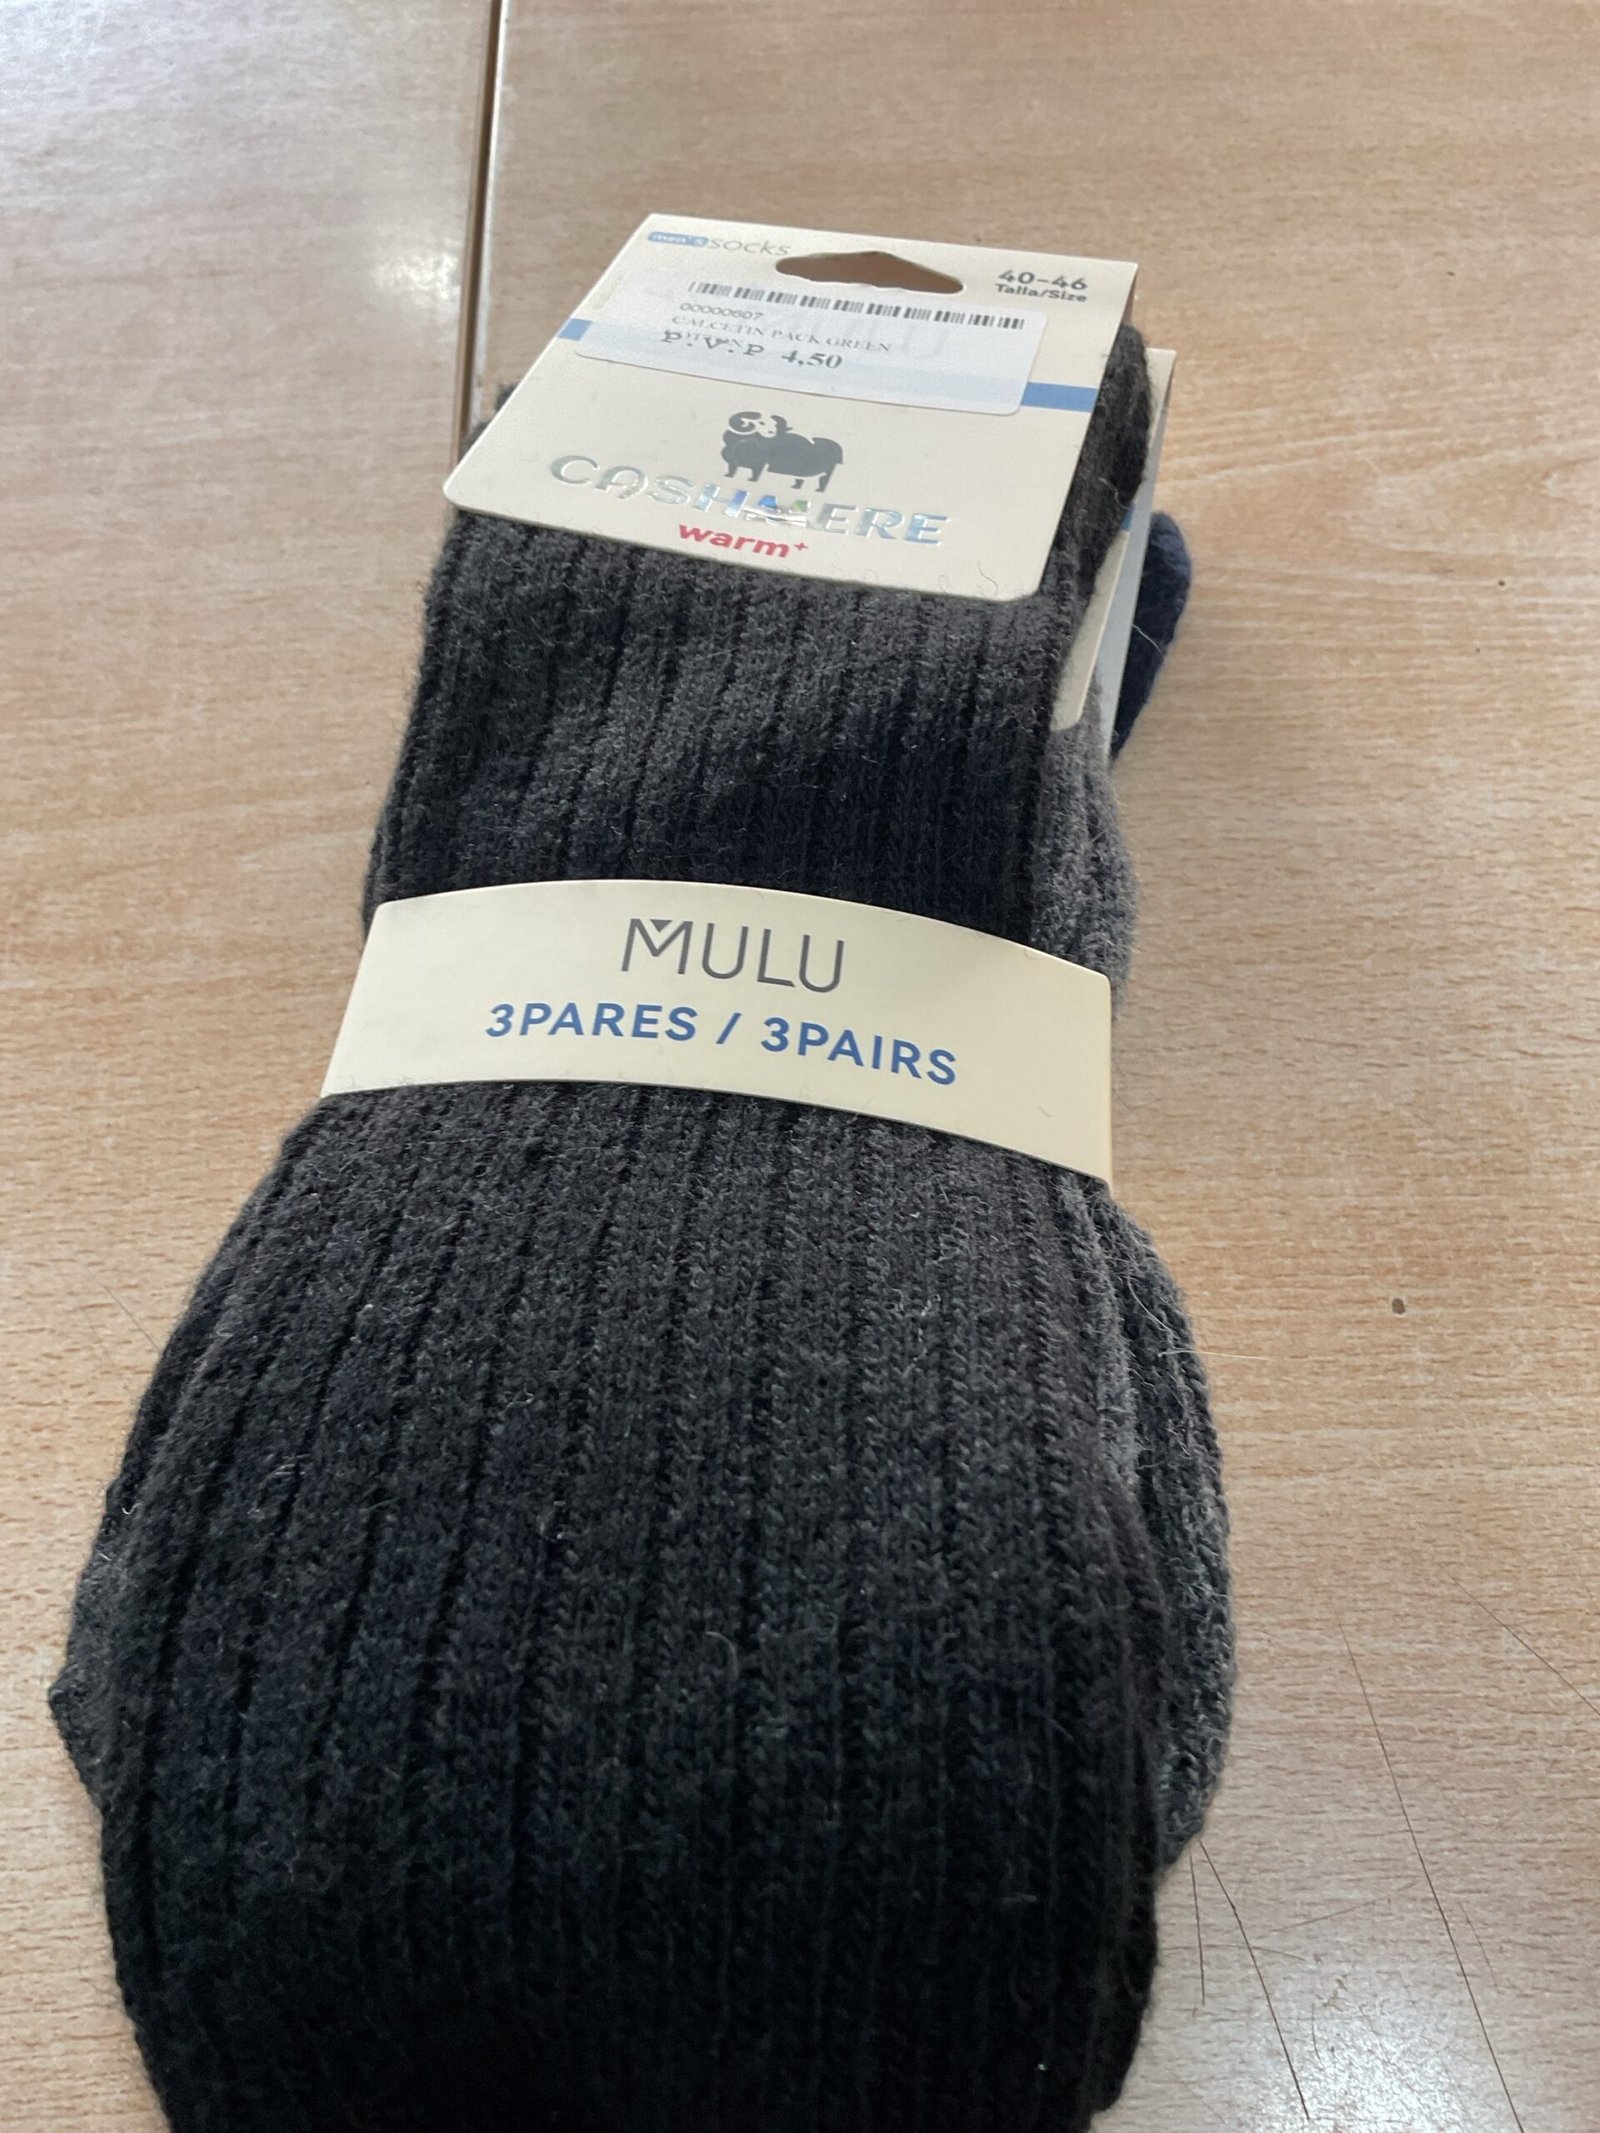 men's socks
40-46
Talla/Size
00000607
CALCETIN PACK GREEN
P.V.P 4,50
CASHMERE
warm+
MULU
3PARES / 3PAIRS